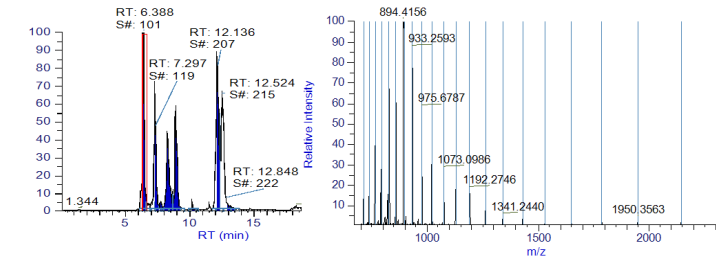 RT: 6.388
S#: 101
RT: 12.136
S#: 207
RT: 7.297
S#: 119
RT: 12.524
S#: 215
RT: 12.848
S#: 222
1.344
100
90
80
70
60
50
40
30
20
10
0
5
10
15
RT (min)
894.4156
933.2593
975.6787
1073.0986
1192.2746
1341.2440
1950.3563
Relative Intensity
100
90
80
70
60
50
40
30
20
10
1000
1500
2000
m/z